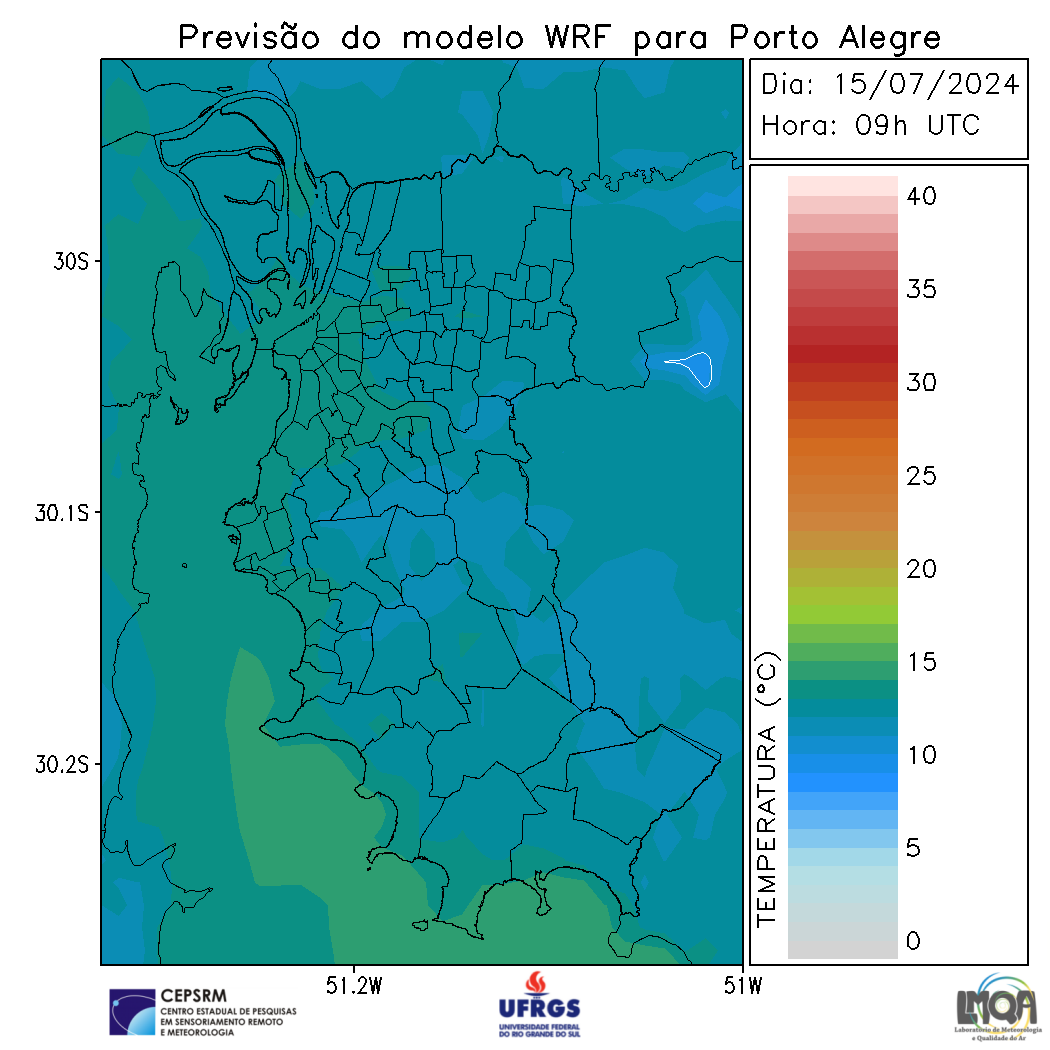 Previsão do modelo WRF para Porto Alegre
Dia: 15/07/2024
Hora: 09h UTC
40
35
30
25
20
15
10
5
0
TEMPERATURA (°C)
30S
30.1S
30.2S
51.2W
51W
CEPSRM
CENTRO ESTADUAL DE PESQUISAS
EM SENSORIAMENTO REMOTO
E METEOROLOGIA
UFRGS
UNIVERSIDADE FEDERAL
DO RIO GRANDE DO SUL
LMQA
Laboratório de Meteorologia
e Qualidade do Ar